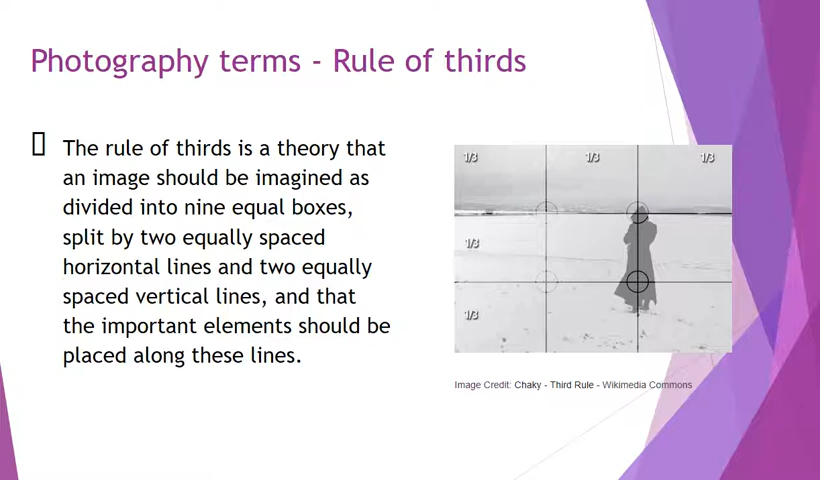 Photography terms - Rule of thirds
The rule of thirds is a theory that
an image should be imagined as
divided into nine equal boxes,
split by two equally spaced
horizontal lines and two equally
spaced vertical lines, and that
the important elements should be
placed along these lines.
1/3 1/3 1/3
1/3
1/3
Image Credit: Chaky - Third Rule - Wikimedia Commons